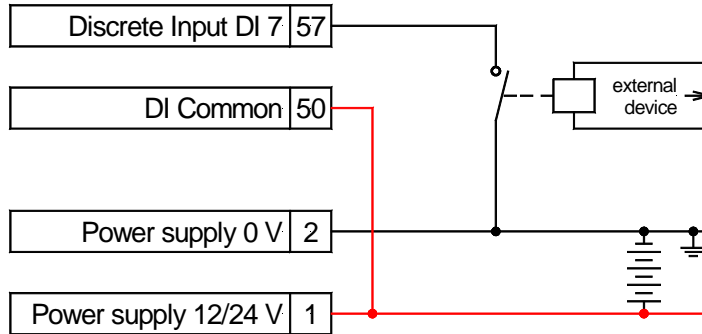 Discrete Input DI 7 57
external
device
DI Common 50
Power supply 0 V 2
Power supply 12/24 V 1